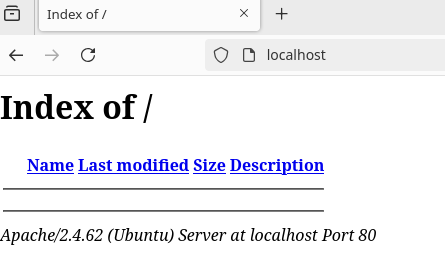 Index of /
localhost
Index of /
Name Last modified Size Description
Apache/2.4.62 (Ubuntu) Server at localhost Port 80